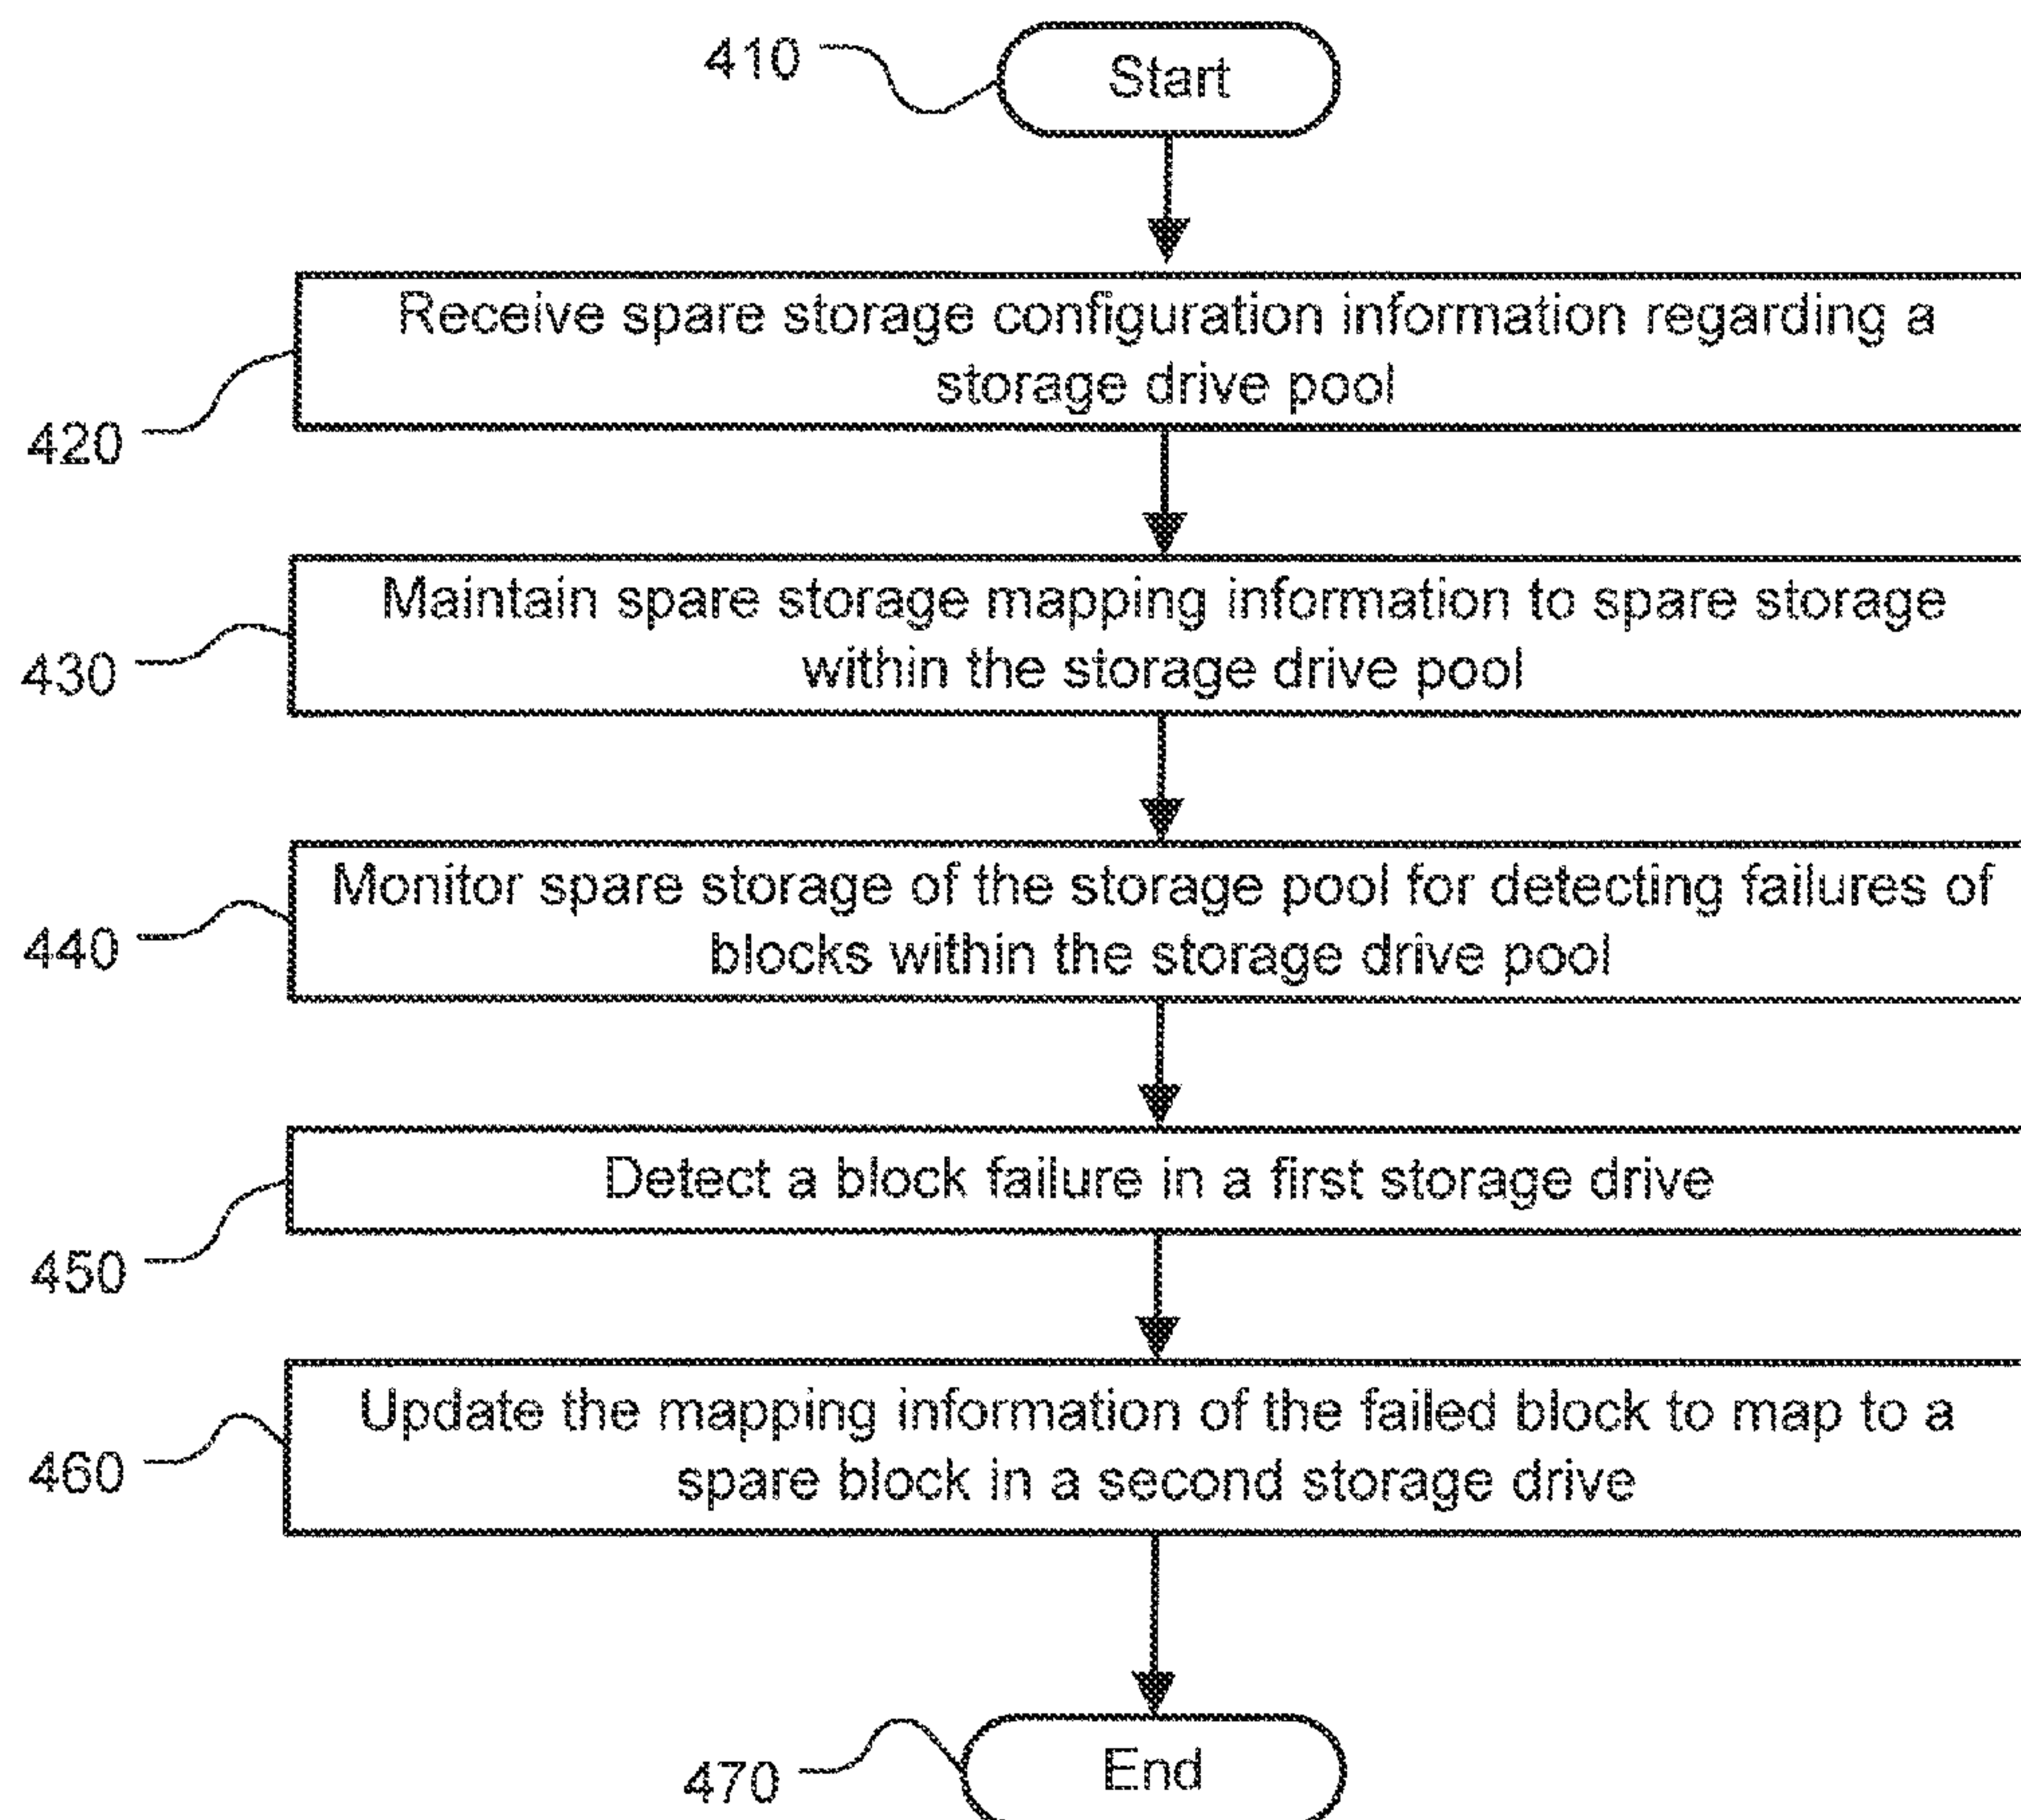 410
Start
Receive spare storage configuration information regarding a
storage drive pool
420
Maintain spare storage mapping information to spare storage
within the storage drive pool
430
Monitor spare storage of the storage pool for detecting failures of
blocks within the storage drive pool
440
Detect a block failure in a first storage drive
450
Update the mapping information of the failed block to map to a
spare block in a second storage drive
460
End
470